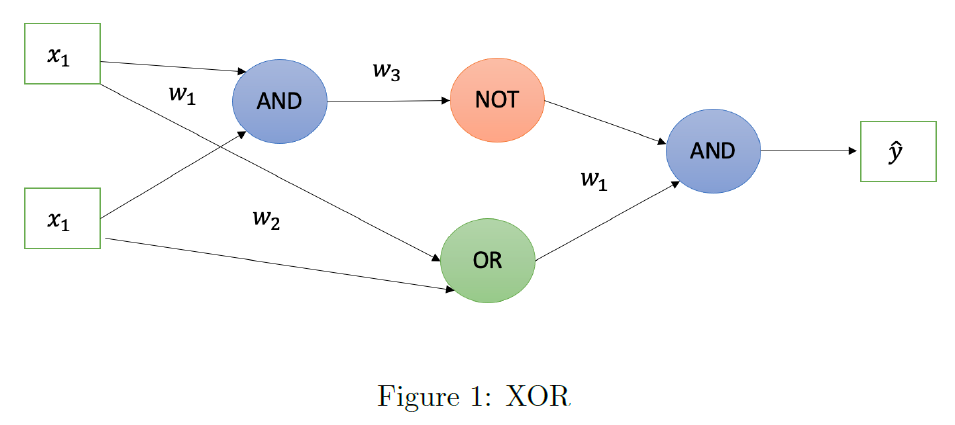 x₁
w₁
AND
w₃
NOT
AND
ŷ
x₁
w₂
w₁
OR
Figure 1: XOR